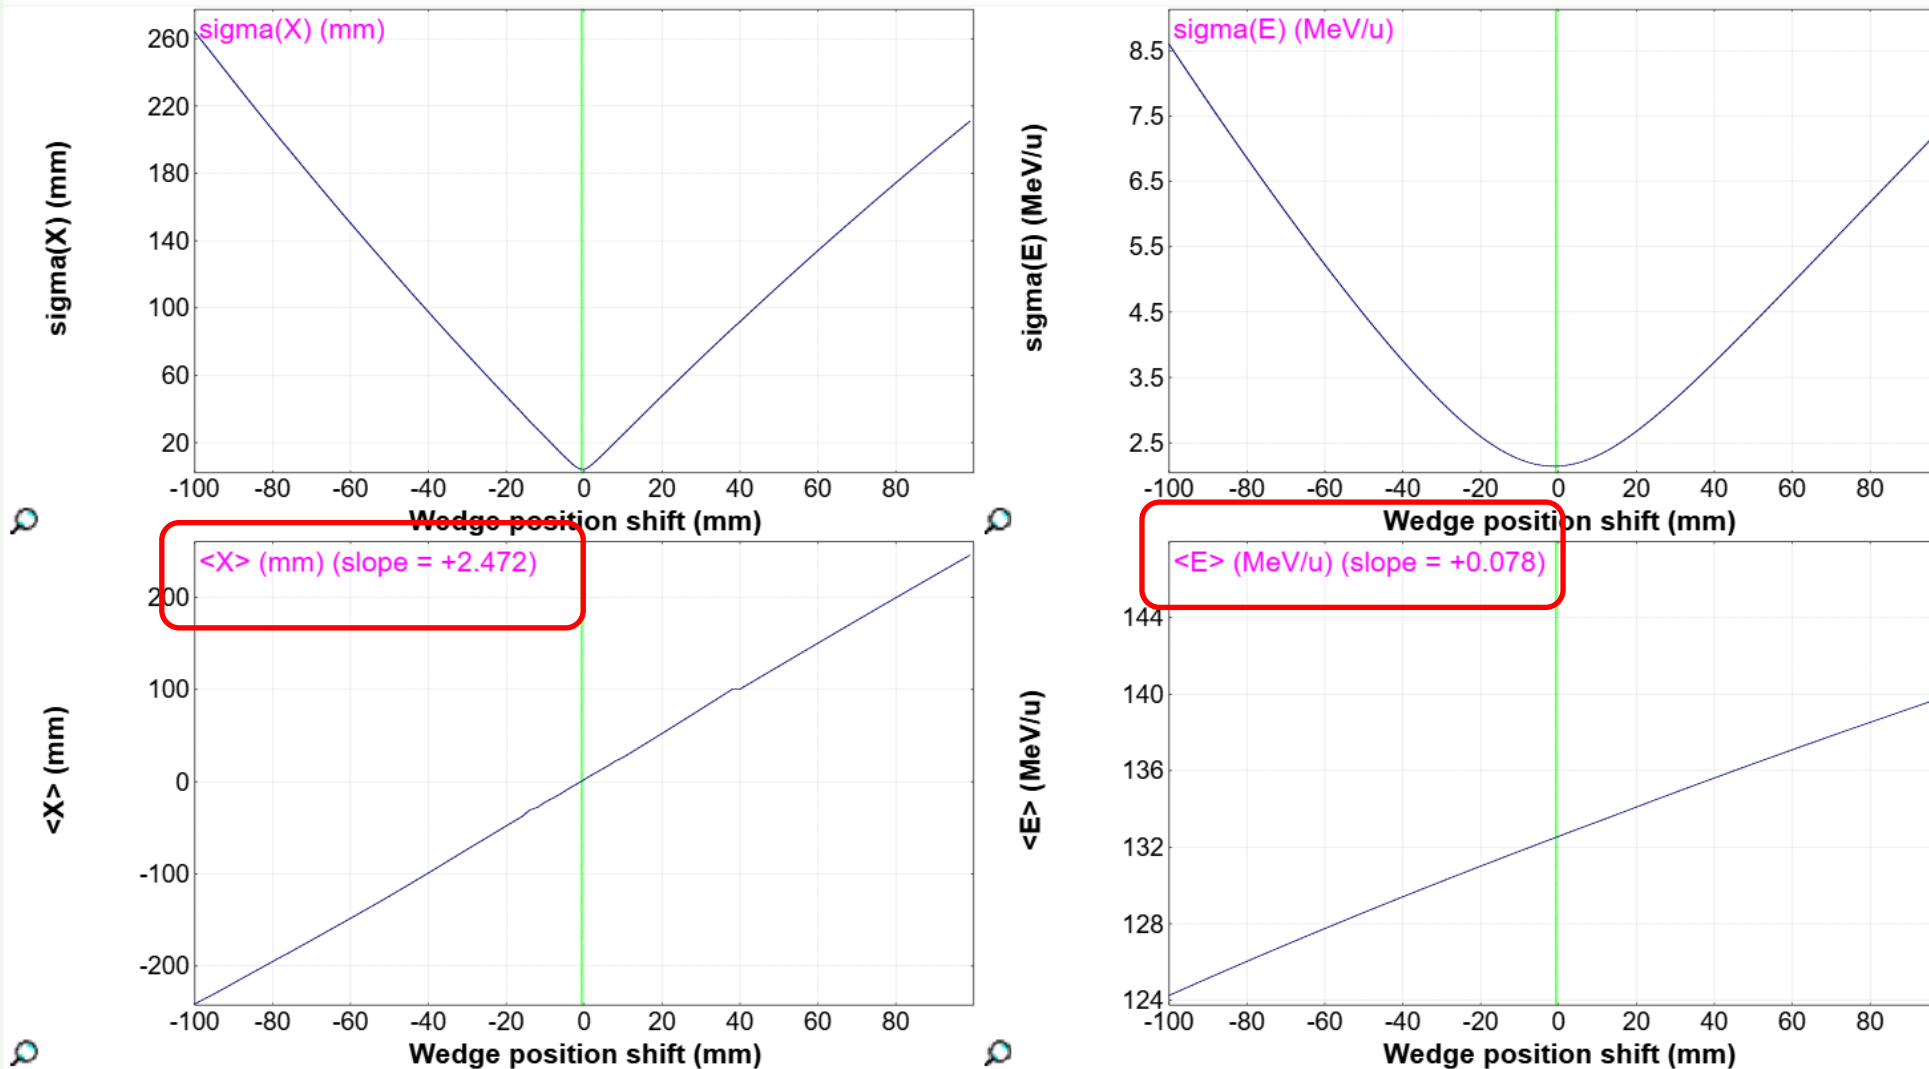 sigma(X) (mm)
sigma(X) (mm)
260
220
180
140
100
60
20
-100 -80 -60 -40 -20 0 20 40 60 80
Wedge position shift (mm)
sigma(E) (MeV/u)
sigma(E) (MeV/u)
8.5
7.5
6.5
5.5
4.5
3.5
2.5
-100 -80 -60 -40 -20 0 20 40 60 80
Wedge position shift (mm)
<X> (mm) (slope = +2.472)
<X> (mm)
200
100
0
-100
-200
-100 -80 -60 -40 -20 0 20 40 60 80
Wedge position shift (mm)
<E> (MeV/u) (slope = +0.078)
<E> (MeV/u)
144
140
136
132
128
124
-100 -80 -60 -40 -20 0 20 40 60 80
Wedge position shift (mm)